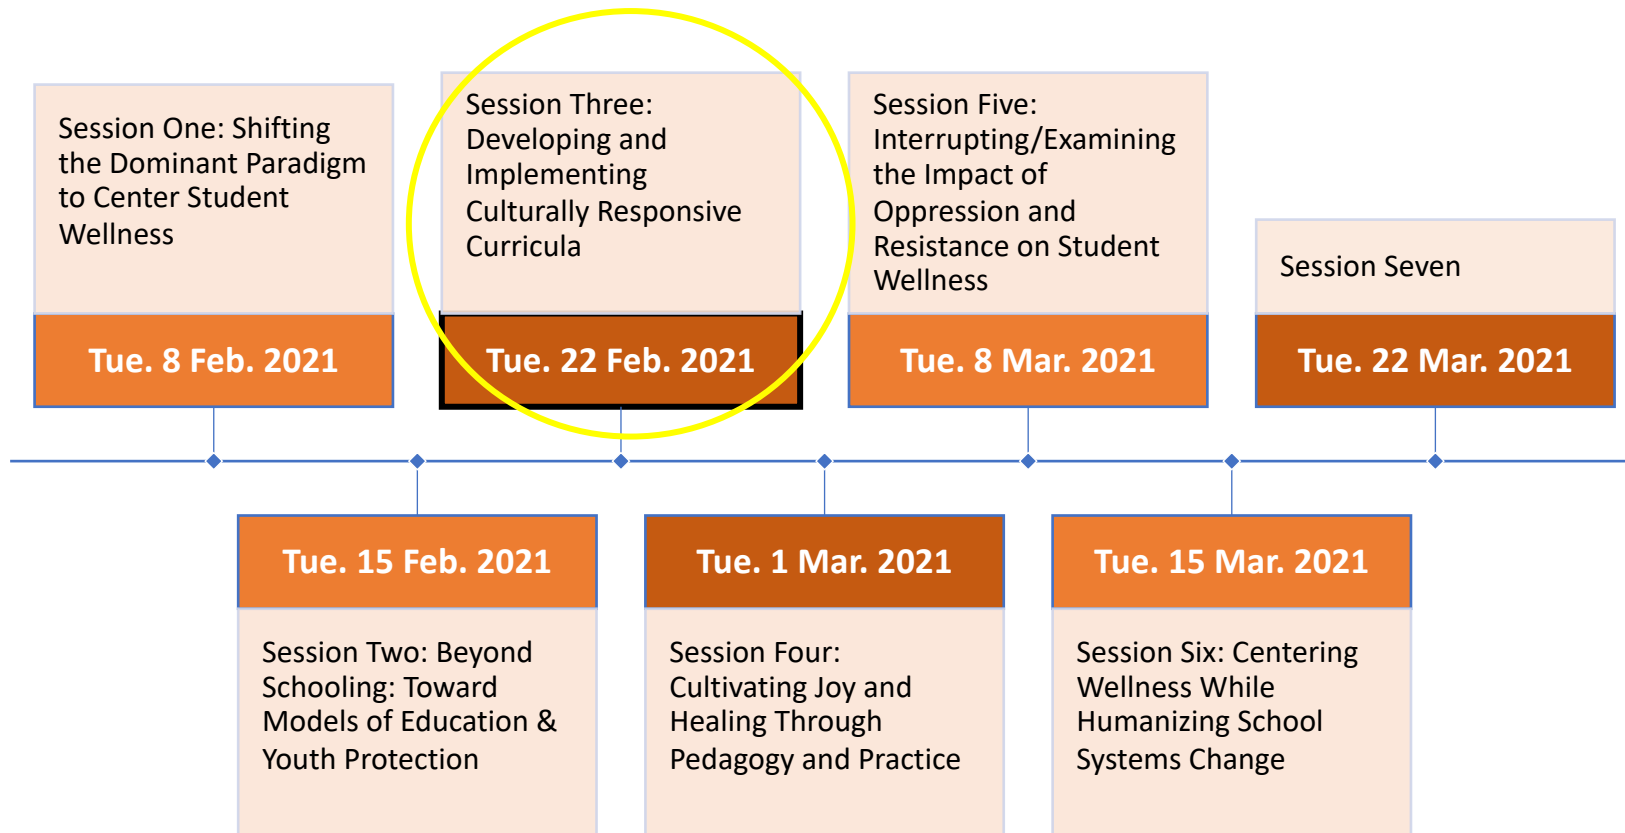 Session One: Shifting
the Dominant Paradigm
to Center Student
Wellness
Tue. 8 Feb. 2021
Tue. 15 Feb. 2021
Session Two: Beyond
Schooling: Toward
Models of Education &
Youth Protection
Session Three:
Developing and
Implementing
Culturally Responsive
Curricula
Tue. 22 Feb. 2021
Tue. 1 Mar. 2021
Session Four:
Cultivating Joy and
Healing Through
Pedagogy and Practice
Session Five:
Interrupting/Examining
the Impact of
Oppression and
Resistance on Student
Wellness
Tue. 8 Mar. 2021
Tue. 15 Mar. 2021
Session Six: Centering
Wellness While
Humanizing School
Systems Change
Session Seven
Tue. 22 Mar. 2021